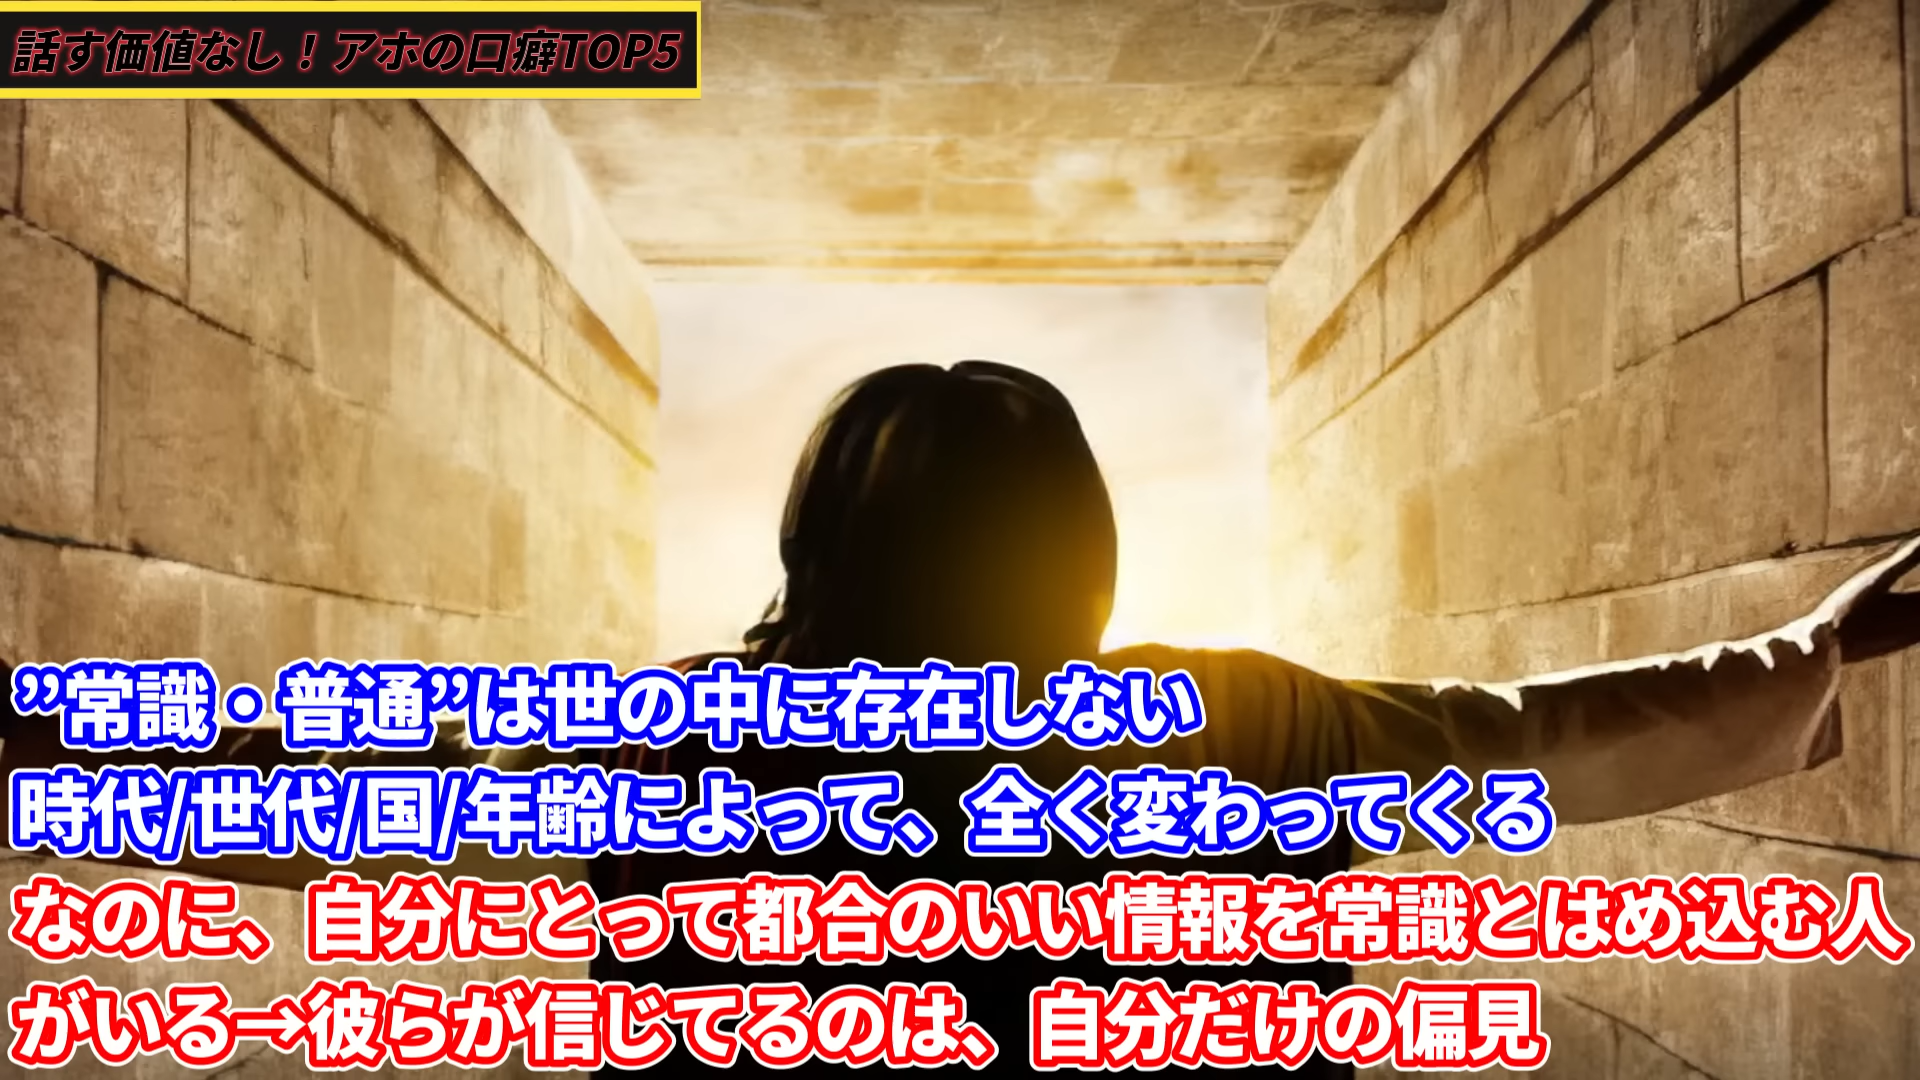 話す価値なし！アホの口癖TOP5
”常識・普通”は世の中に存在しない
時代/世代/国/年齢によって、全く変わってくる
なのに、自分にとって都合のいい情報を常識とはめ込む人
がいる→彼らが信じてるのは、自分だけの偏見